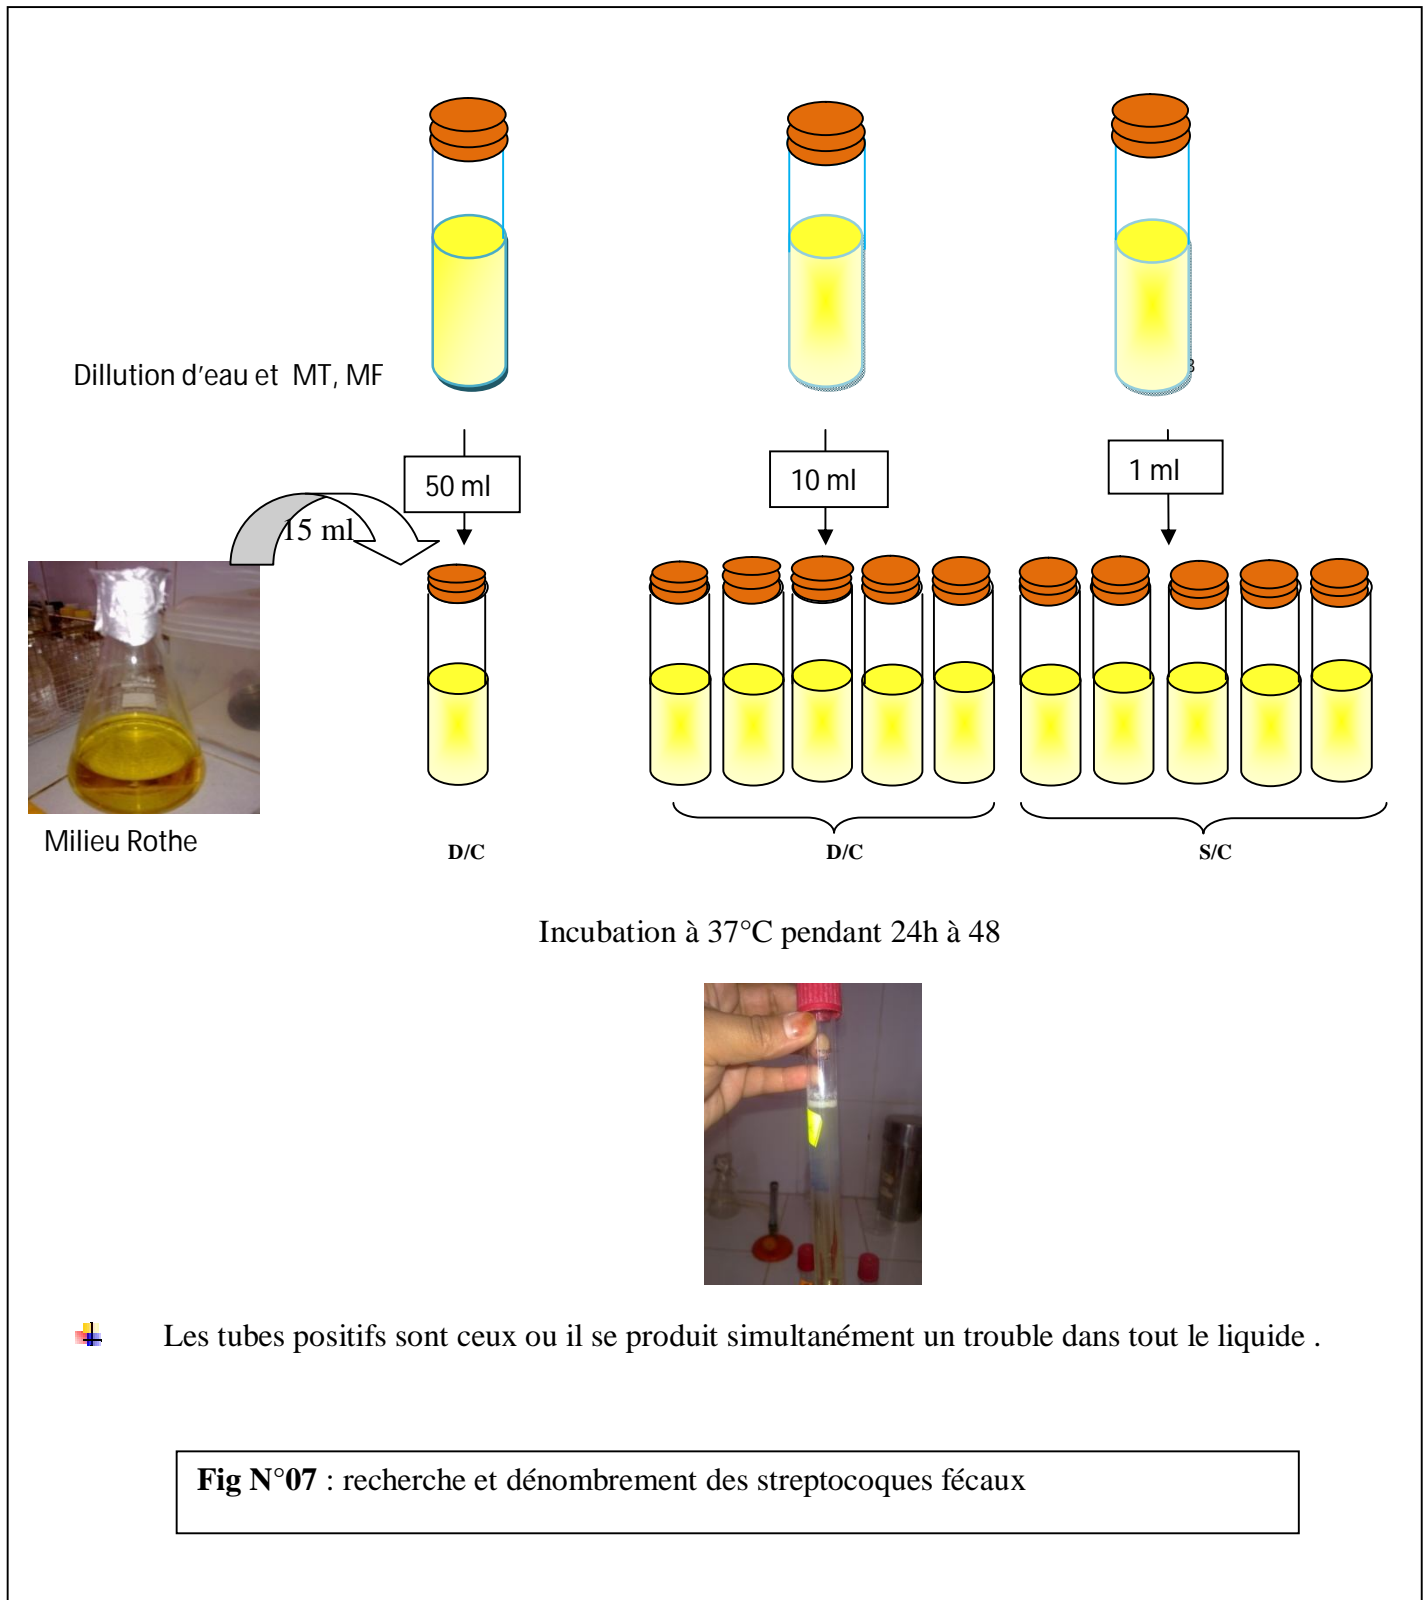 Dillution d'eau et MT, MF
50 ml
10 ml
1 ml
15 ml
Milieu Rothe
D/C
D/C
S/C
Incubation à 37°C pendant 24h à 48
Les tubes positifs sont ceux ou il se produit simultanément un trouble dans tout le liquide .
Fig N°07 : recherche et dénombrement des streptocoques fécaux